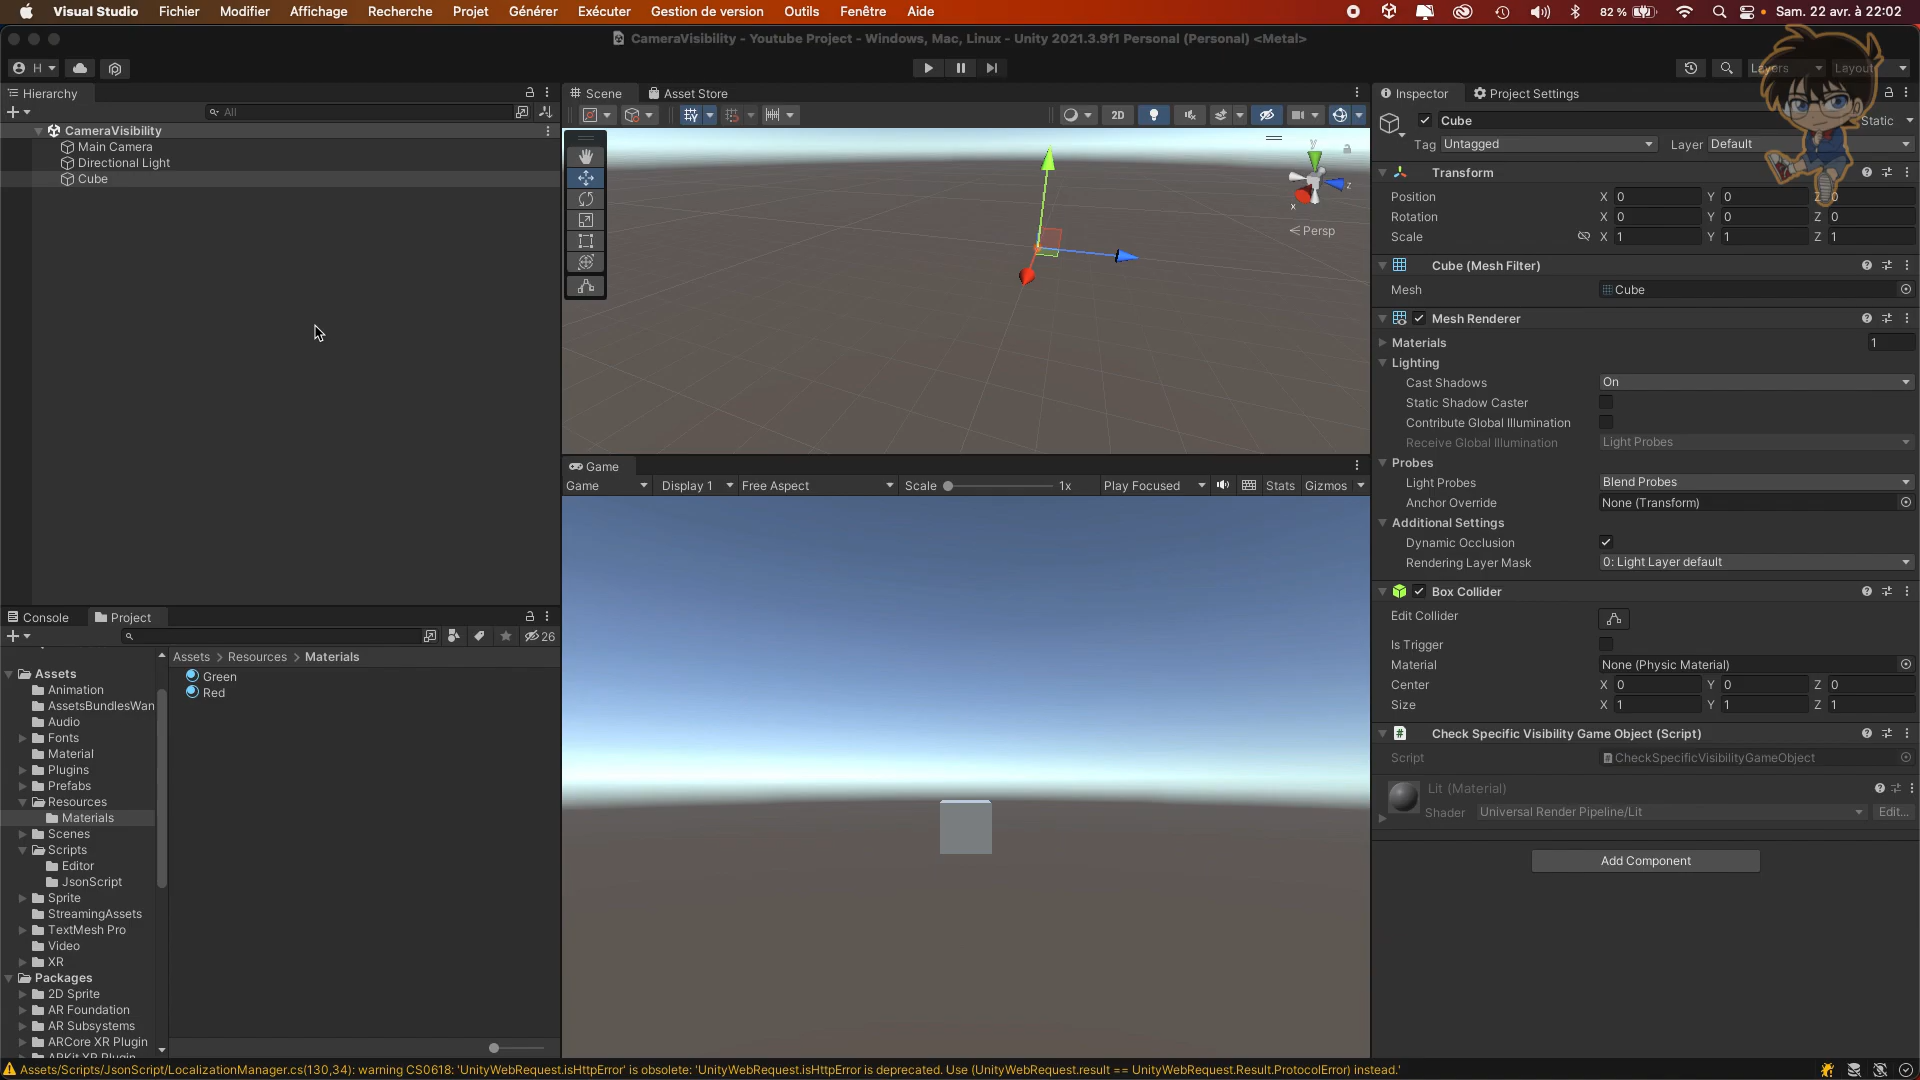 Visual Studio Fichier Modifier Affichage Recherche Projet Générer Exécuter Gestion de version Outils Fenêtre Aide 82 % Sam. 22 avr. à 22:02
CameraVisibility - Youtube Project - Windows, Mac, Linux - Unity 2021.3.9f1 Personal (Personal) <Metal>
H Layers Layout
Hierarchy
All
CameraVisibility
Main Camera
Directional Light
Cube
Scene Asset Store
2D
y
z
x
Persp
Game
Game Display 1 Free Aspect Scale 1x Play Focused Stats Gizmos
Console Project
26
Assets > Resources > Materials
Green
Red
Assets
Animation
AssetsBundlesWan
Audio
Fonts
Material
Plugins
Prefabs
Resources
Materials
Scenes
Scripts
Editor
JsonScript
Sprite
StreamingAssets
TextMesh Pro
Video
XR
Packages
2D Sprite
AR Foundation
AR Subsystems
ARCore XR Plugin
ARKit XR Plugin
Inspector Project Settings
Cube Static
Tag Untagged Layer Default
Transform
Position X 0 Y 0 Z 0
Rotation X 0 Y 0 Z 0
Scale X 1 Y 1 Z 1
Cube (Mesh Filter)
Mesh Cube
Mesh Renderer
Materials 1
Lighting
Cast Shadows On
Static Shadow Caster
Contribute Global Illumination
Receive Global Illumination Light Probes
Probes
Light Probes Blend Probes
Anchor Override None (Transform)
Additional Settings
Dynamic Occlusion
Rendering Layer Mask 0: Light Layer default
Box Collider
Edit Collider
Is Trigger
Material None (Physic Material)
Center X 0 Y 0 Z 0
Size X 1 Y 1 Z 1
# Check Specific Visibility Game Object (Script)
Script CheckSpecificVisibilityGameObject
Lit (Material)
Shader Universal Render Pipeline/Lit Edit...
Add Component
Assets/Scripts/JsonScript/LocalizationManager.cs(130,34): warning CS0618: 'UnityWebRequest.isHttpError' is obsolete: 'UnityWebRequest.isHttpError is deprecated. Use (UnityWebRequest.result == UnityWebRequest.Result.ProtocolError) instead.'